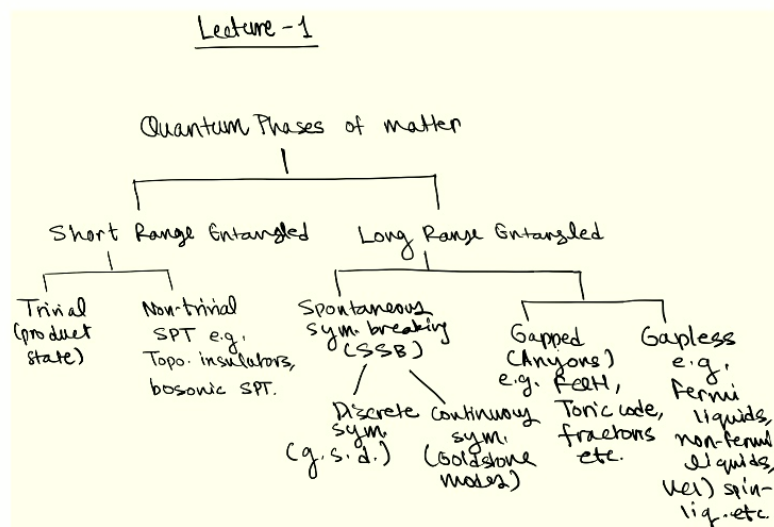 Lecture - 1
Quantum Phases of matter
Short Range Entangled
Long Range Entangled
Trivial
(product
state)
Non-trivial
SPT e.g.
Topo. insulators,
bosonic SPT.
Spontaneous
sym. breaking
(SSB)
Discrete
sym.
(g.s.d.)
Continuous
sym.
(Goldstone
modes)
Gapped
(Anyons)
e.g. FQH,
Toric code,
fractons
etc.
Gapless
e.g.
Fermi
liquids,
non-fermi
liquids,
U(1) spin-
liq. etc.